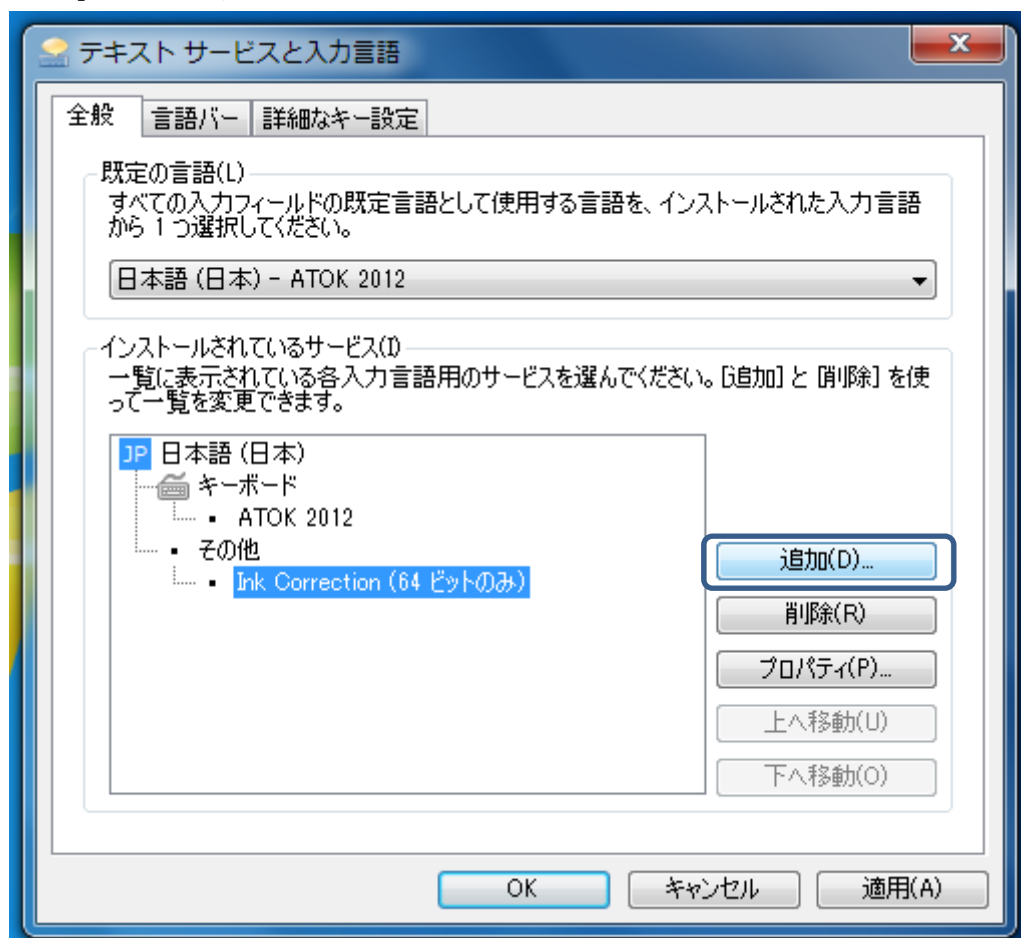 テキスト サービスと入力言語
全般 言語バー 詳細なキー設定
既定の言語(L)
すべての入力フィールドの既定言語として使用する言語を、インストールされた入力言語
から 1 つ選択してください。
日本語 (日本) - ATOK 2012
インストールされているサービス(I)
一覧に表示されている各入力言語用のサービスを選んでください。[追加] と [削除] を使
って一覧を変更できます。
JP 日本語 (日本)
キーボード
ATOK 2012
その他
Ink Correction (64 ビットのみ)
追加(D)...
削除(R)
プロパティ(P)...
上へ移動(U)
下へ移動(O)
OK キャンセル 適用(A)